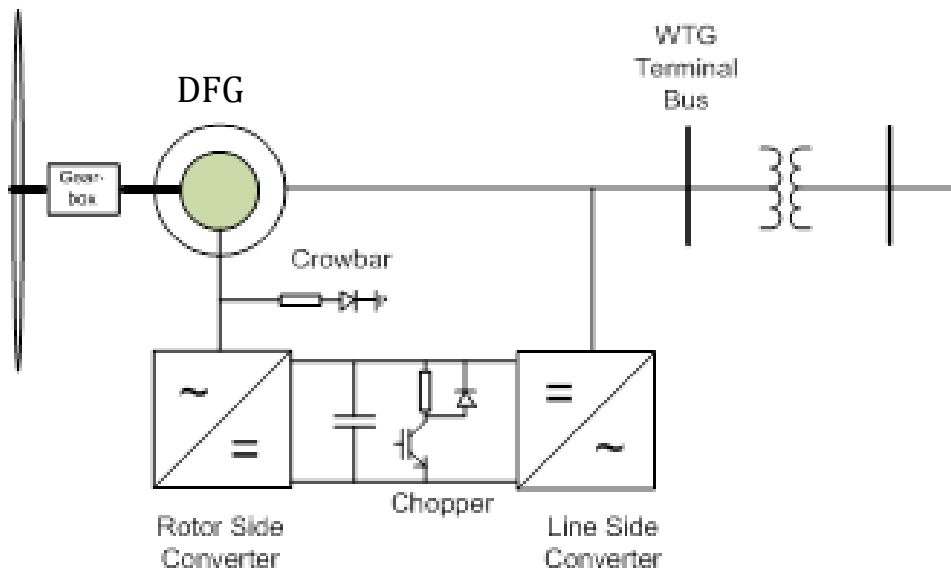 WTG
Terminal
Bus
DFG
Gear-
box
Crowbar
~
=
=
~
Chopper
Rotor Side
Converter
Line Side
Converter